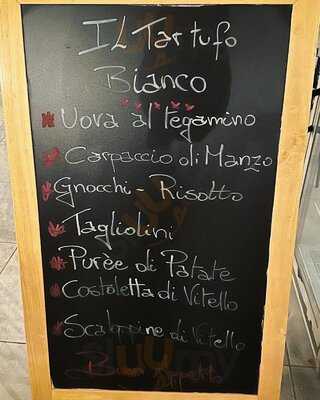 IL Tartufo
Bianco
Uova al tegamino
Carpaccio di Manzo
Gnocchi - Risotto
Tagliolini
Purèe di Patate
Costoletta di Vitello
Scaloppine di Vitello
Buon Appetito